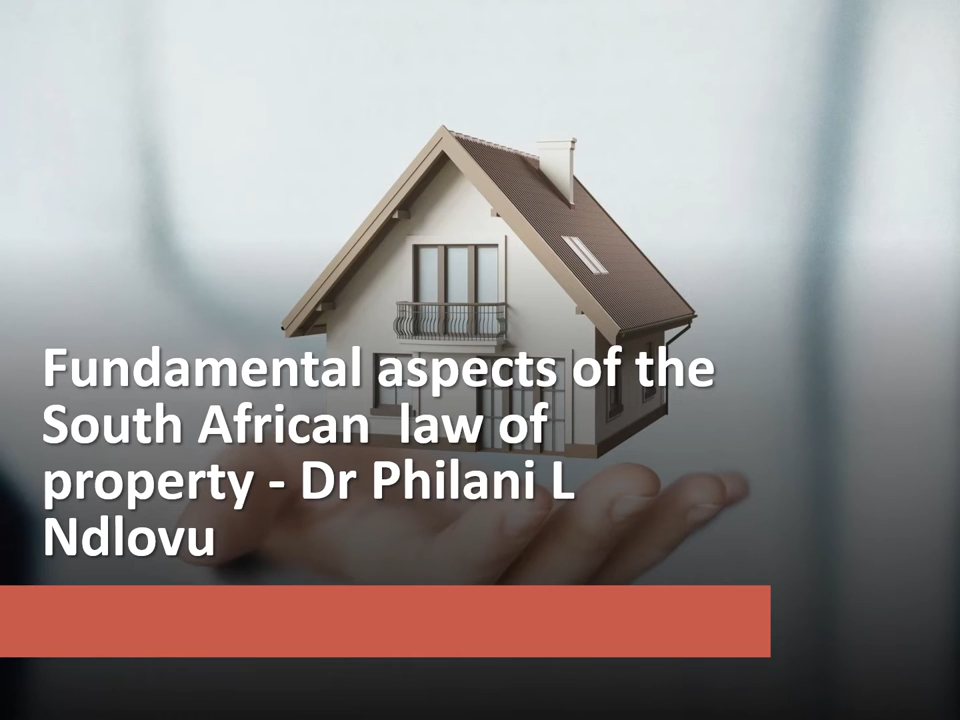 Fundamental aspects of the
South African  law of
property - Dr Philani L
Ndlovu